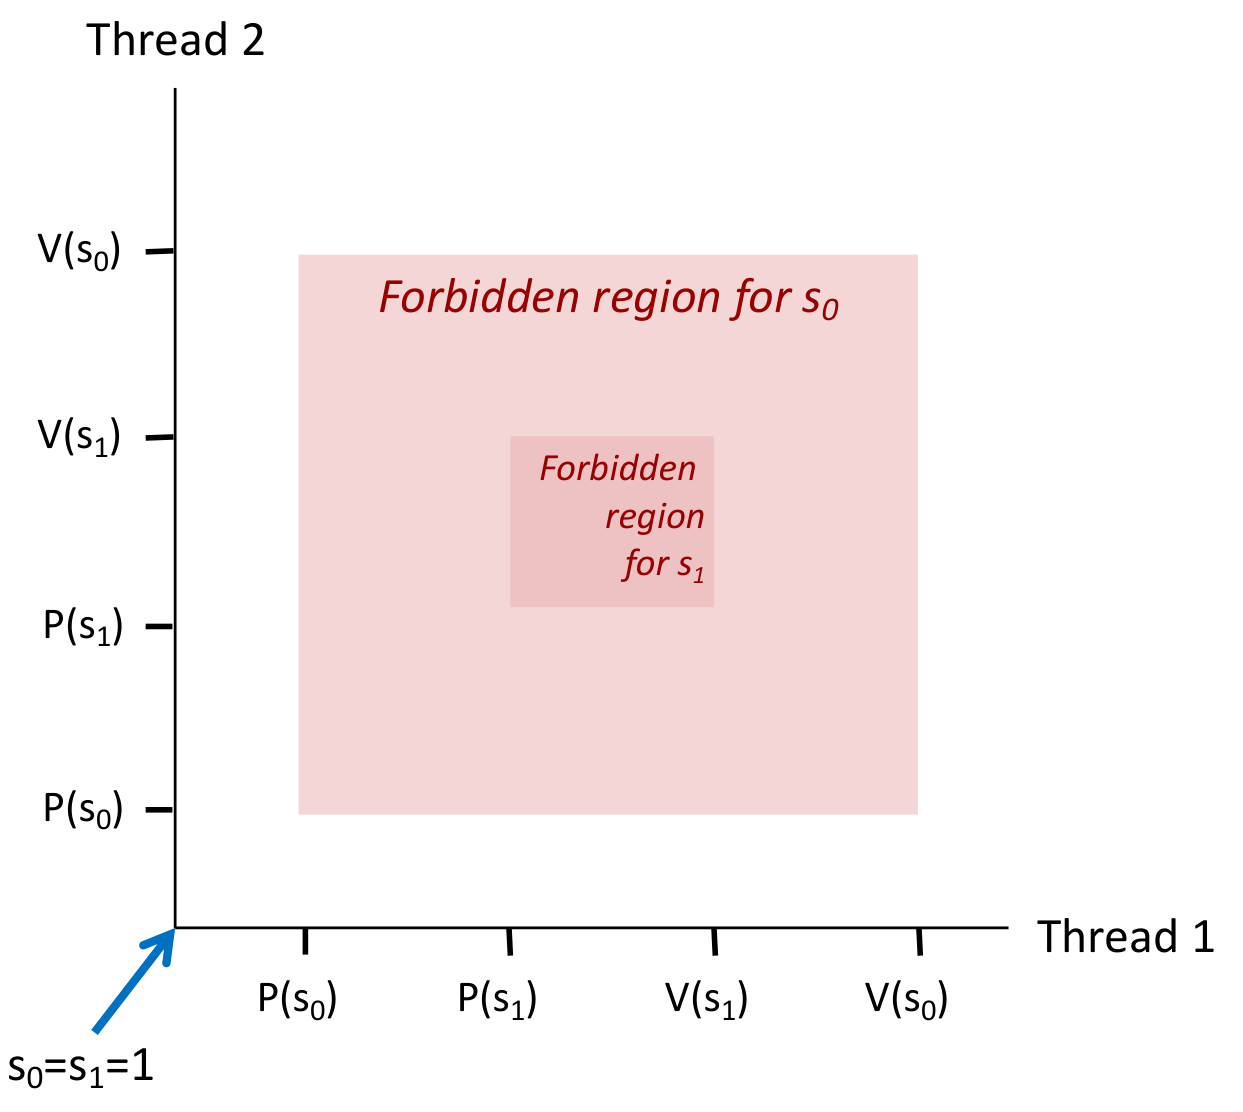 Thread 2
V(s₀)
Forbidden region for s₀
V(s₁)
Forbidden
region
for s₁
P(s₁)
P(s₀)
Thread 1
P(s₀)
P(s₁)
V(s₁)
V(s₀)
s₀=s₁=1